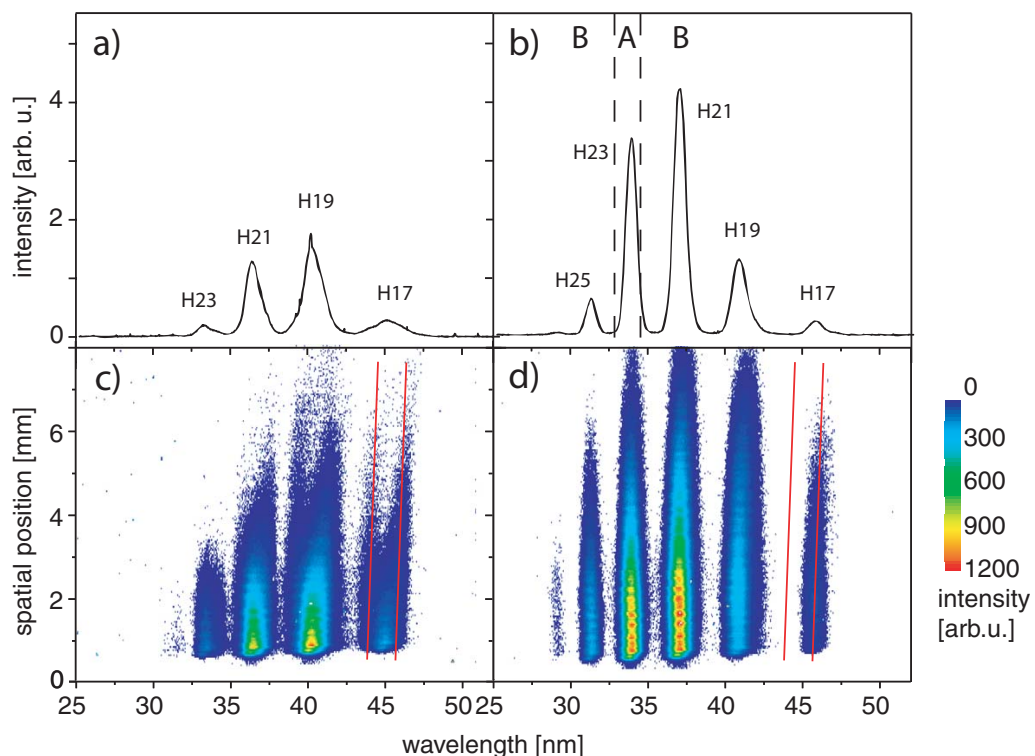 a)
b)
B
A
B
H23
H21
H19
H17
H25
H23
H21
H19
H17
intensity [arb. u.]
4
2
0
c)
d)
spatial position [mm]
6
4
2
0
25
30
35
40
45
50
25
30
35
40
45
50
wavelength [nm]
0
300
600
900
1200
intensity
[arb.u.]